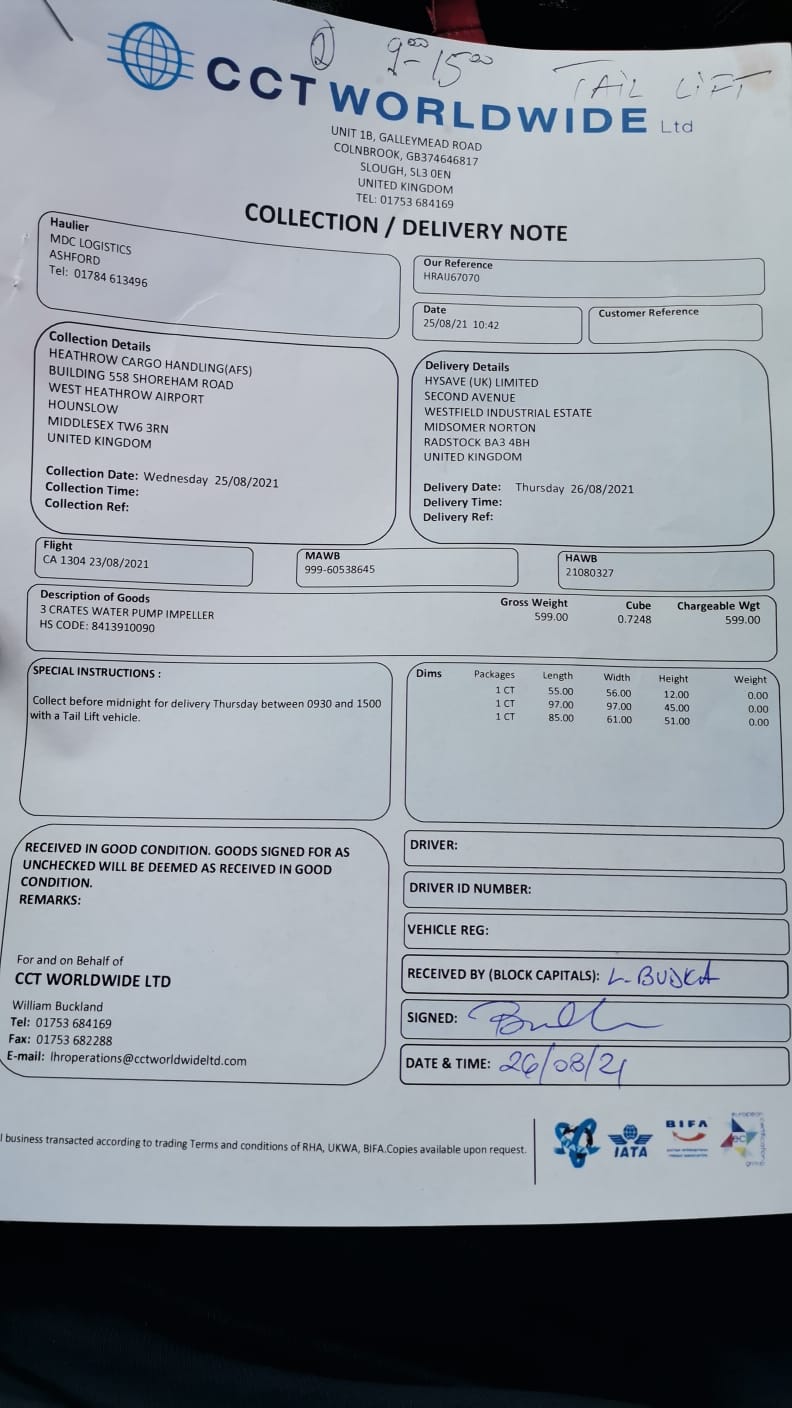 ② 9⁰⁰-15⁰⁰ TAIL LIFT
CCT WORLDWIDE Ltd
UNIT 1B, GALLEYMEAD ROAD
COLNBROOK, GB374646817
SLOUGH, SL3 0EN
UNITED KINGDOM
TEL: 01753 684169
COLLECTION / DELIVERY NOTE
Haulier
MDC LOGISTICS
ASHFORD
Tel: 01784 613496
Our Reference
HRAIJ67070
Date
25/08/21 10:42
Customer Reference
Collection Details
HEATHROW CARGO HANDLING(AFS)
BUILDING 558 SHOREHAM ROAD
WEST HEATHROW AIRPORT
HOUNSLOW
MIDDLESEX TW6 3RN
UNITED KINGDOM
Collection Date: Wednesday 25/08/2021
Collection Time:
Collection Ref:
Delivery Details
HYSAVE (UK) LIMITED
SECOND AVENUE
WESTFIELD INDUSTRIAL ESTATE
MIDSOMER NORTON
RADSTOCK BA3 4BH
UNITED KINGDOM
Delivery Date: Thursday 26/08/2021
Delivery Time:
Delivery Ref:
Flight
CA 1304 23/08/2021
MAWB
999-60538645
HAWB
21080327
Description of Goods Gross Weight Cube Chargeable Wgt
3 CRATES WATER PUMP IMPELLER 599.00 0.7248 599.00
HS CODE: 8413910090
SPECIAL INSTRUCTIONS :
Collect before midnight for delivery Thursday between 0930 and 1500
with a Tail Lift vehicle.
Dims Packages Length Width Height Weight
1 CT 55.00 56.00 12.00 0.00
1 CT 97.00 97.00 45.00 0.00
1 CT 85.00 61.00 51.00 0.00
RECEIVED IN GOOD CONDITION. GOODS SIGNED FOR AS
UNCHECKED WILL BE DEEMED AS RECEIVED IN GOOD
CONDITION.
REMARKS:
For and on Behalf of
CCT WORLDWIDE LTD
William Buckland
Tel: 01753 684169
Fax: 01753 682288
E-mail: lhroperations@cctworldwideltd.com
DRIVER:
DRIVER ID NUMBER:
VEHICLE REG:
RECEIVED BY (BLOCK CAPITALS): L. BUJKA
SIGNED:
DATE & TIME: 26/08/21
l business transacted according to trading Terms and conditions of RHA, UKWA, BIFA.Copies available upon request.
IATA
BIFA
european
ec
certification
group